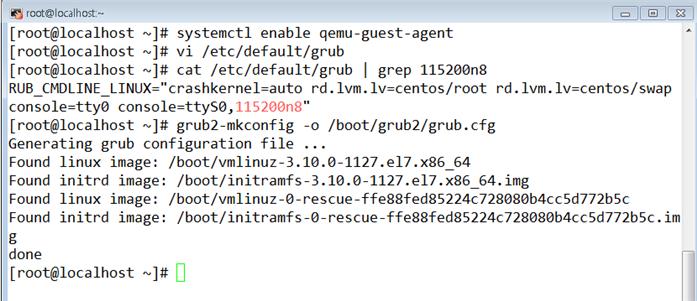 root@localhost:~
[root@localhost ~]# systemctl enable qemu-guest-agent
[root@localhost ~]# vi /etc/default/grub
[root@localhost ~]# cat /etc/default/grub | grep 115200n8
RUB_CMDLINE_LINUX="crashkernel=auto rd.lvm.lv=centos/root rd.lvm.lv=centos/swap
console=tty0 console=ttyS0,115200n8"
[root@localhost ~]# grub2-mkconfig -o /boot/grub2/grub.cfg
Generating grub configuration file ...
Found linux image: /boot/vmlinuz-3.10.0-1127.el7.x86_64
Found initrd image: /boot/initramfs-3.10.0-1127.el7.x86_64.img
Found linux image: /boot/vmlinuz-0-rescue-ffe88fed85224c728080b4cc5d772b5c
Found initrd image: /boot/initramfs-0-rescue-ffe88fed85224c728080b4cc5d772b5c.im
g
done
[root@localhost ~]#